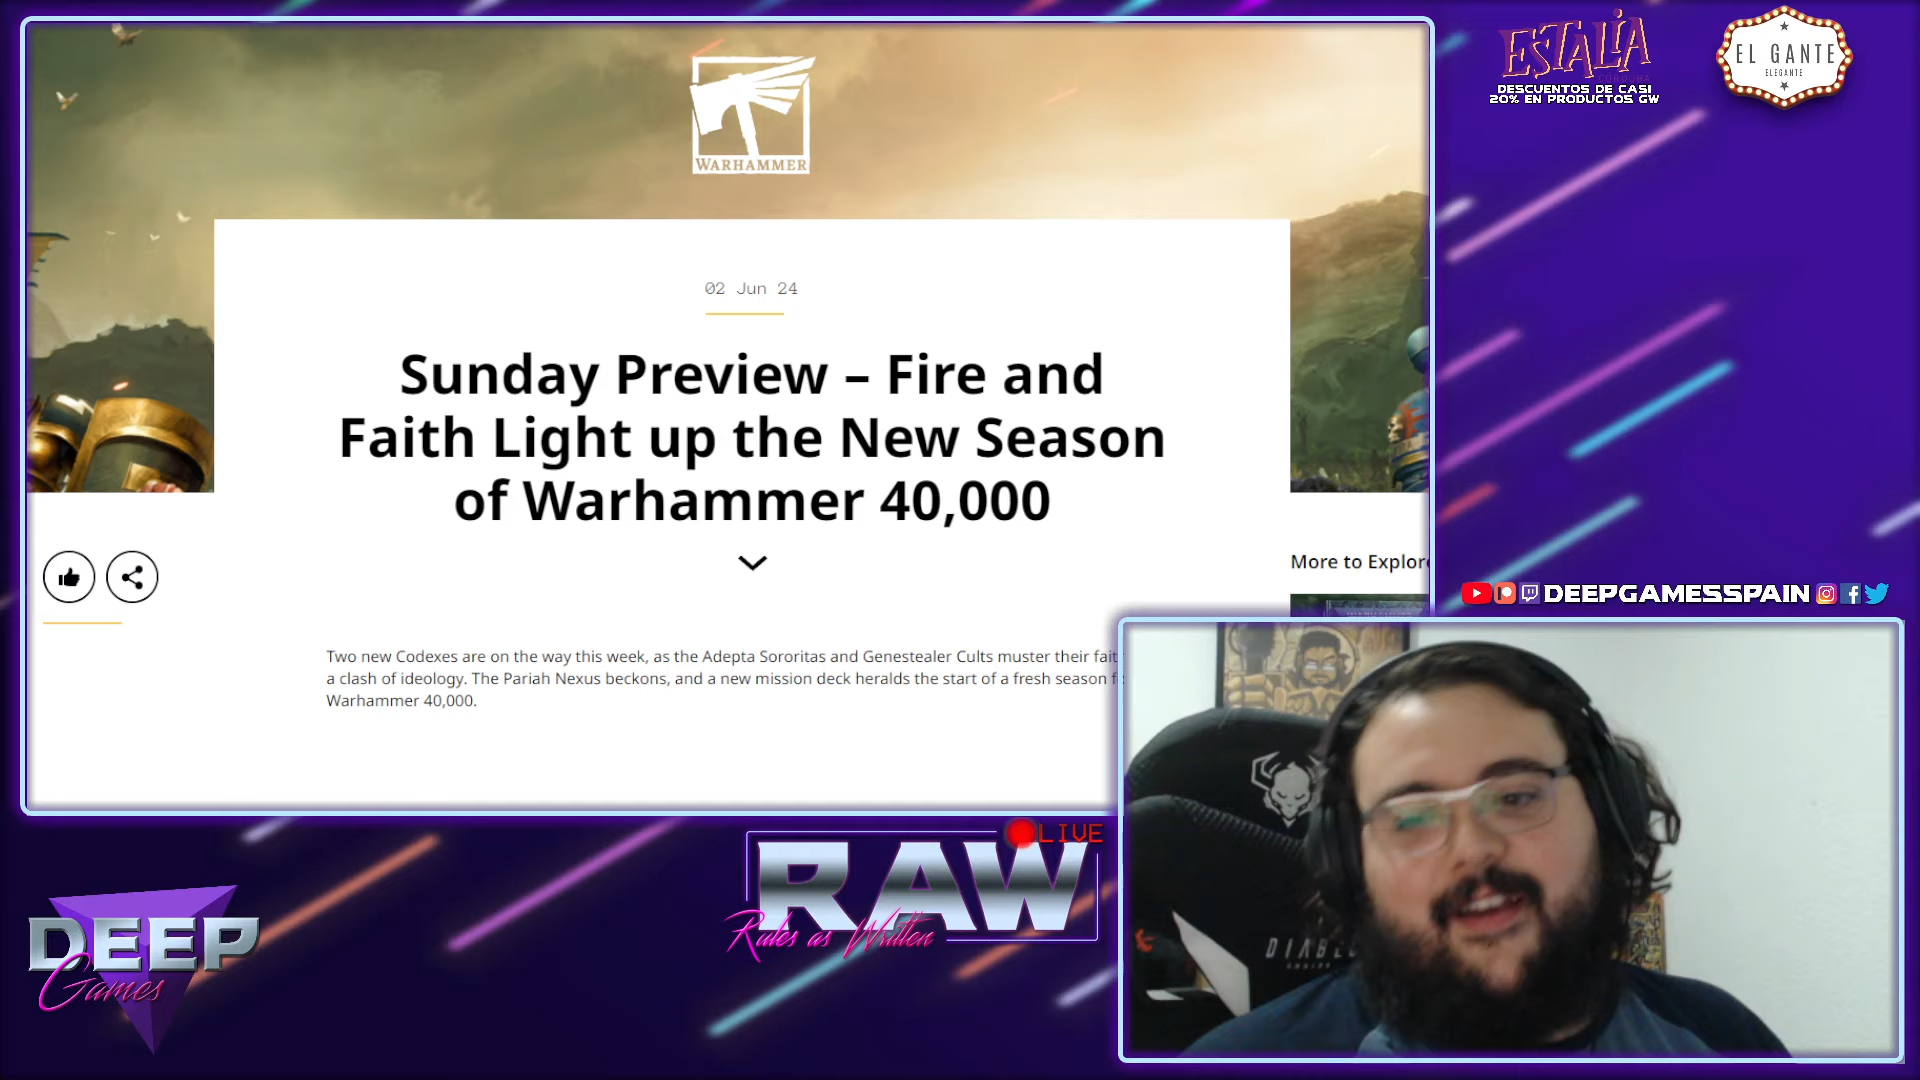 WARHAMMER
02 Jun 24
Sunday Preview – Fire and
Faith Light up the New Season
of Warhammer 40,000
Two new Codexes are on the way this week, as the Adepta Sororitas and Genestealer Cults muster their
a clash of ideology. The Pariah Nexus beckons, and a new mission deck heralds the start of a fresh season
Warhammer 40,000.
More to Explor
ESTALIA
CÓRDOBA
DESCUENTOS DE CASI
20% EN PRODUCTOS GW
EL GANTE
ELEGANTE
DEEPGAMESSPAIN
LIVE
RAW
Rules as Written
DEEP
Games